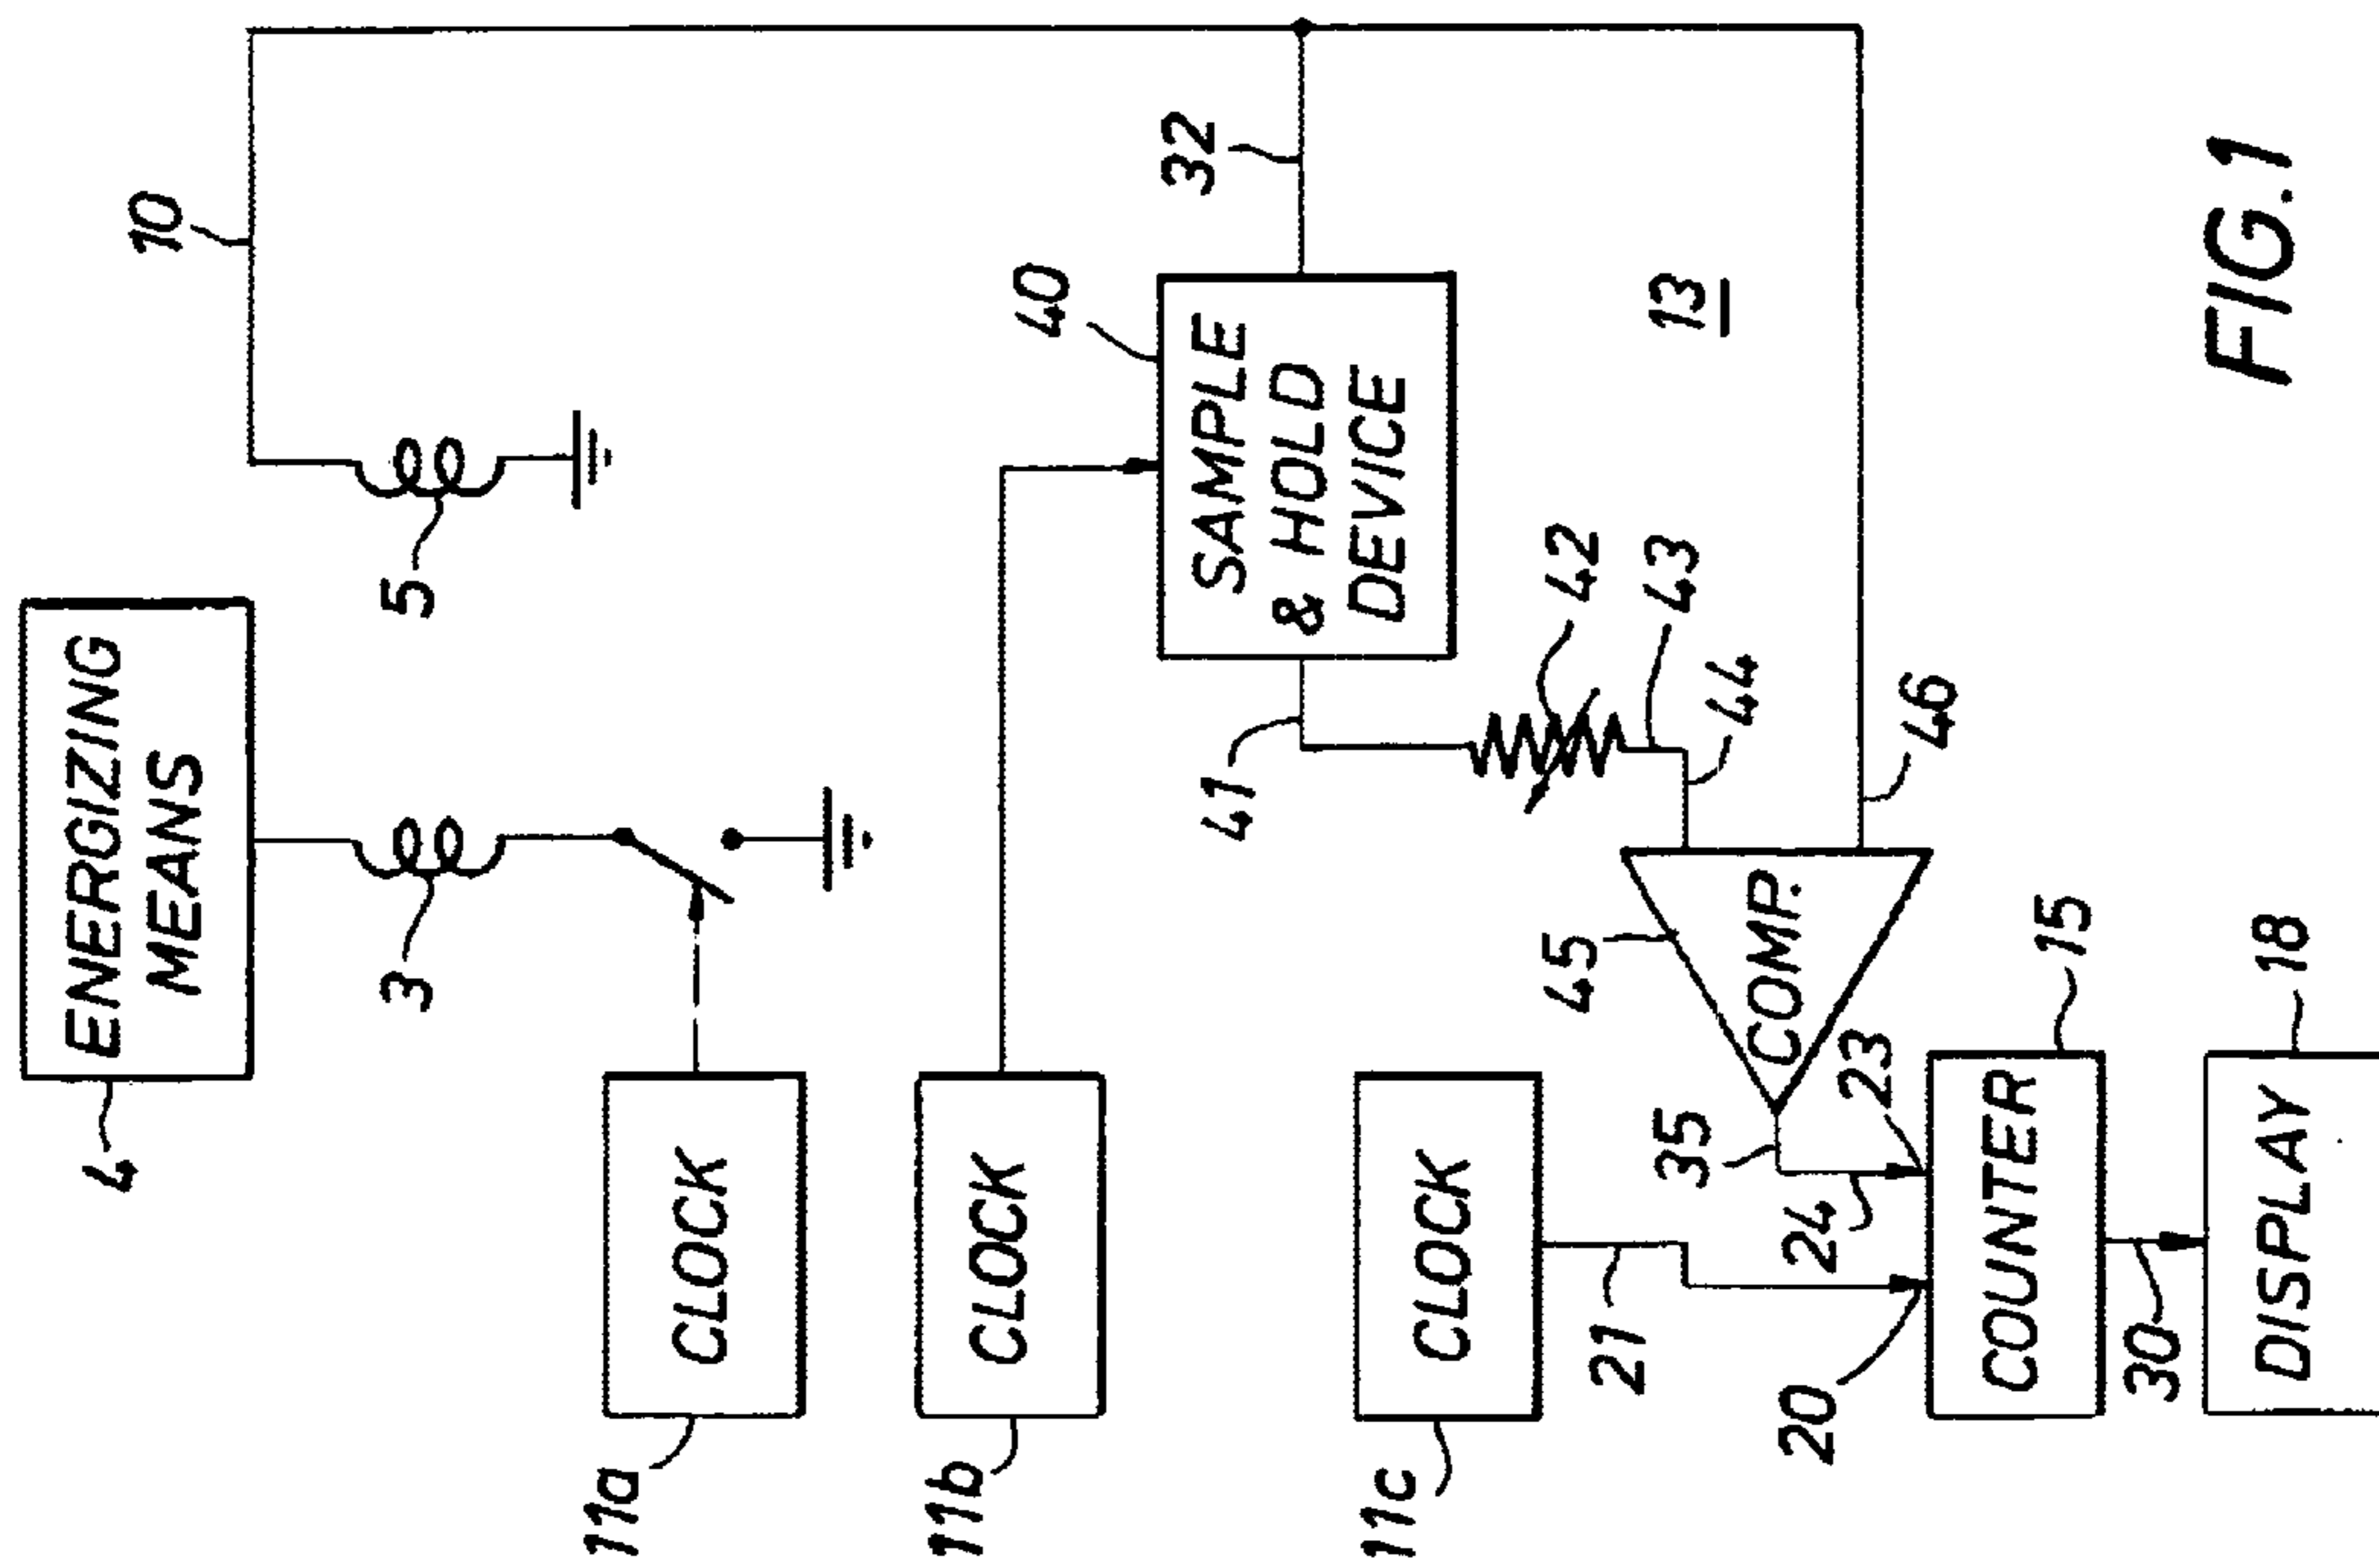 4
ENERGIZING
MEANS
10
3
5
11a
CLOCK
11b
CLOCK
40
32
SAMPLE
& HOLD
DEVICE
41
11c
CLOCK
42
43
44
13
45
COMP.
46
21
35
24
23
20
COUNTER
15
30
DISPLAY
18
FIG.1